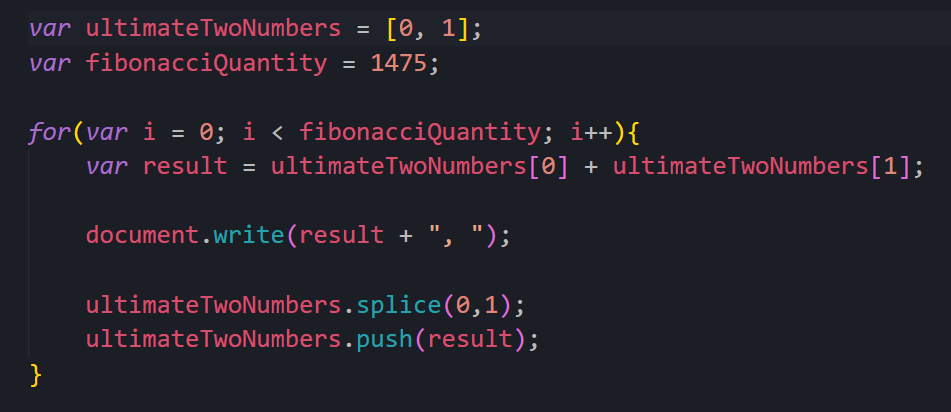 var ultimateTwoNumbers = [0, 1];
var fibonacciQuantity = 1475;
for(var i = 0; i < fibonacciQuantity; i++){
var result = ultimateTwoNumbers[0] + ultimateTwoNumbers[1];
document.write(result + ", ");
ultimateTwoNumbers.splice(0,1);
ultimateTwoNumbers.push(result);
}